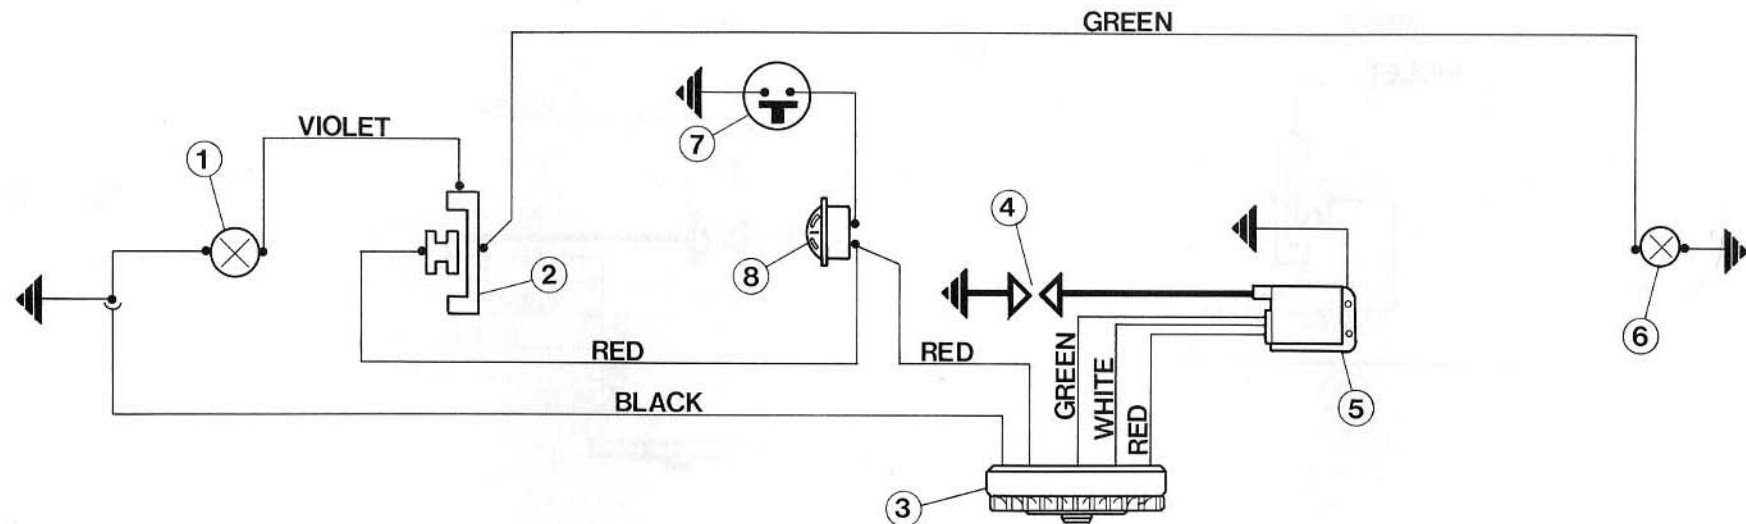 GREEN
VIOLET
1
7
2
8
4
6
RED
RED
GREEN
WHITE
RED
5
BLACK
3